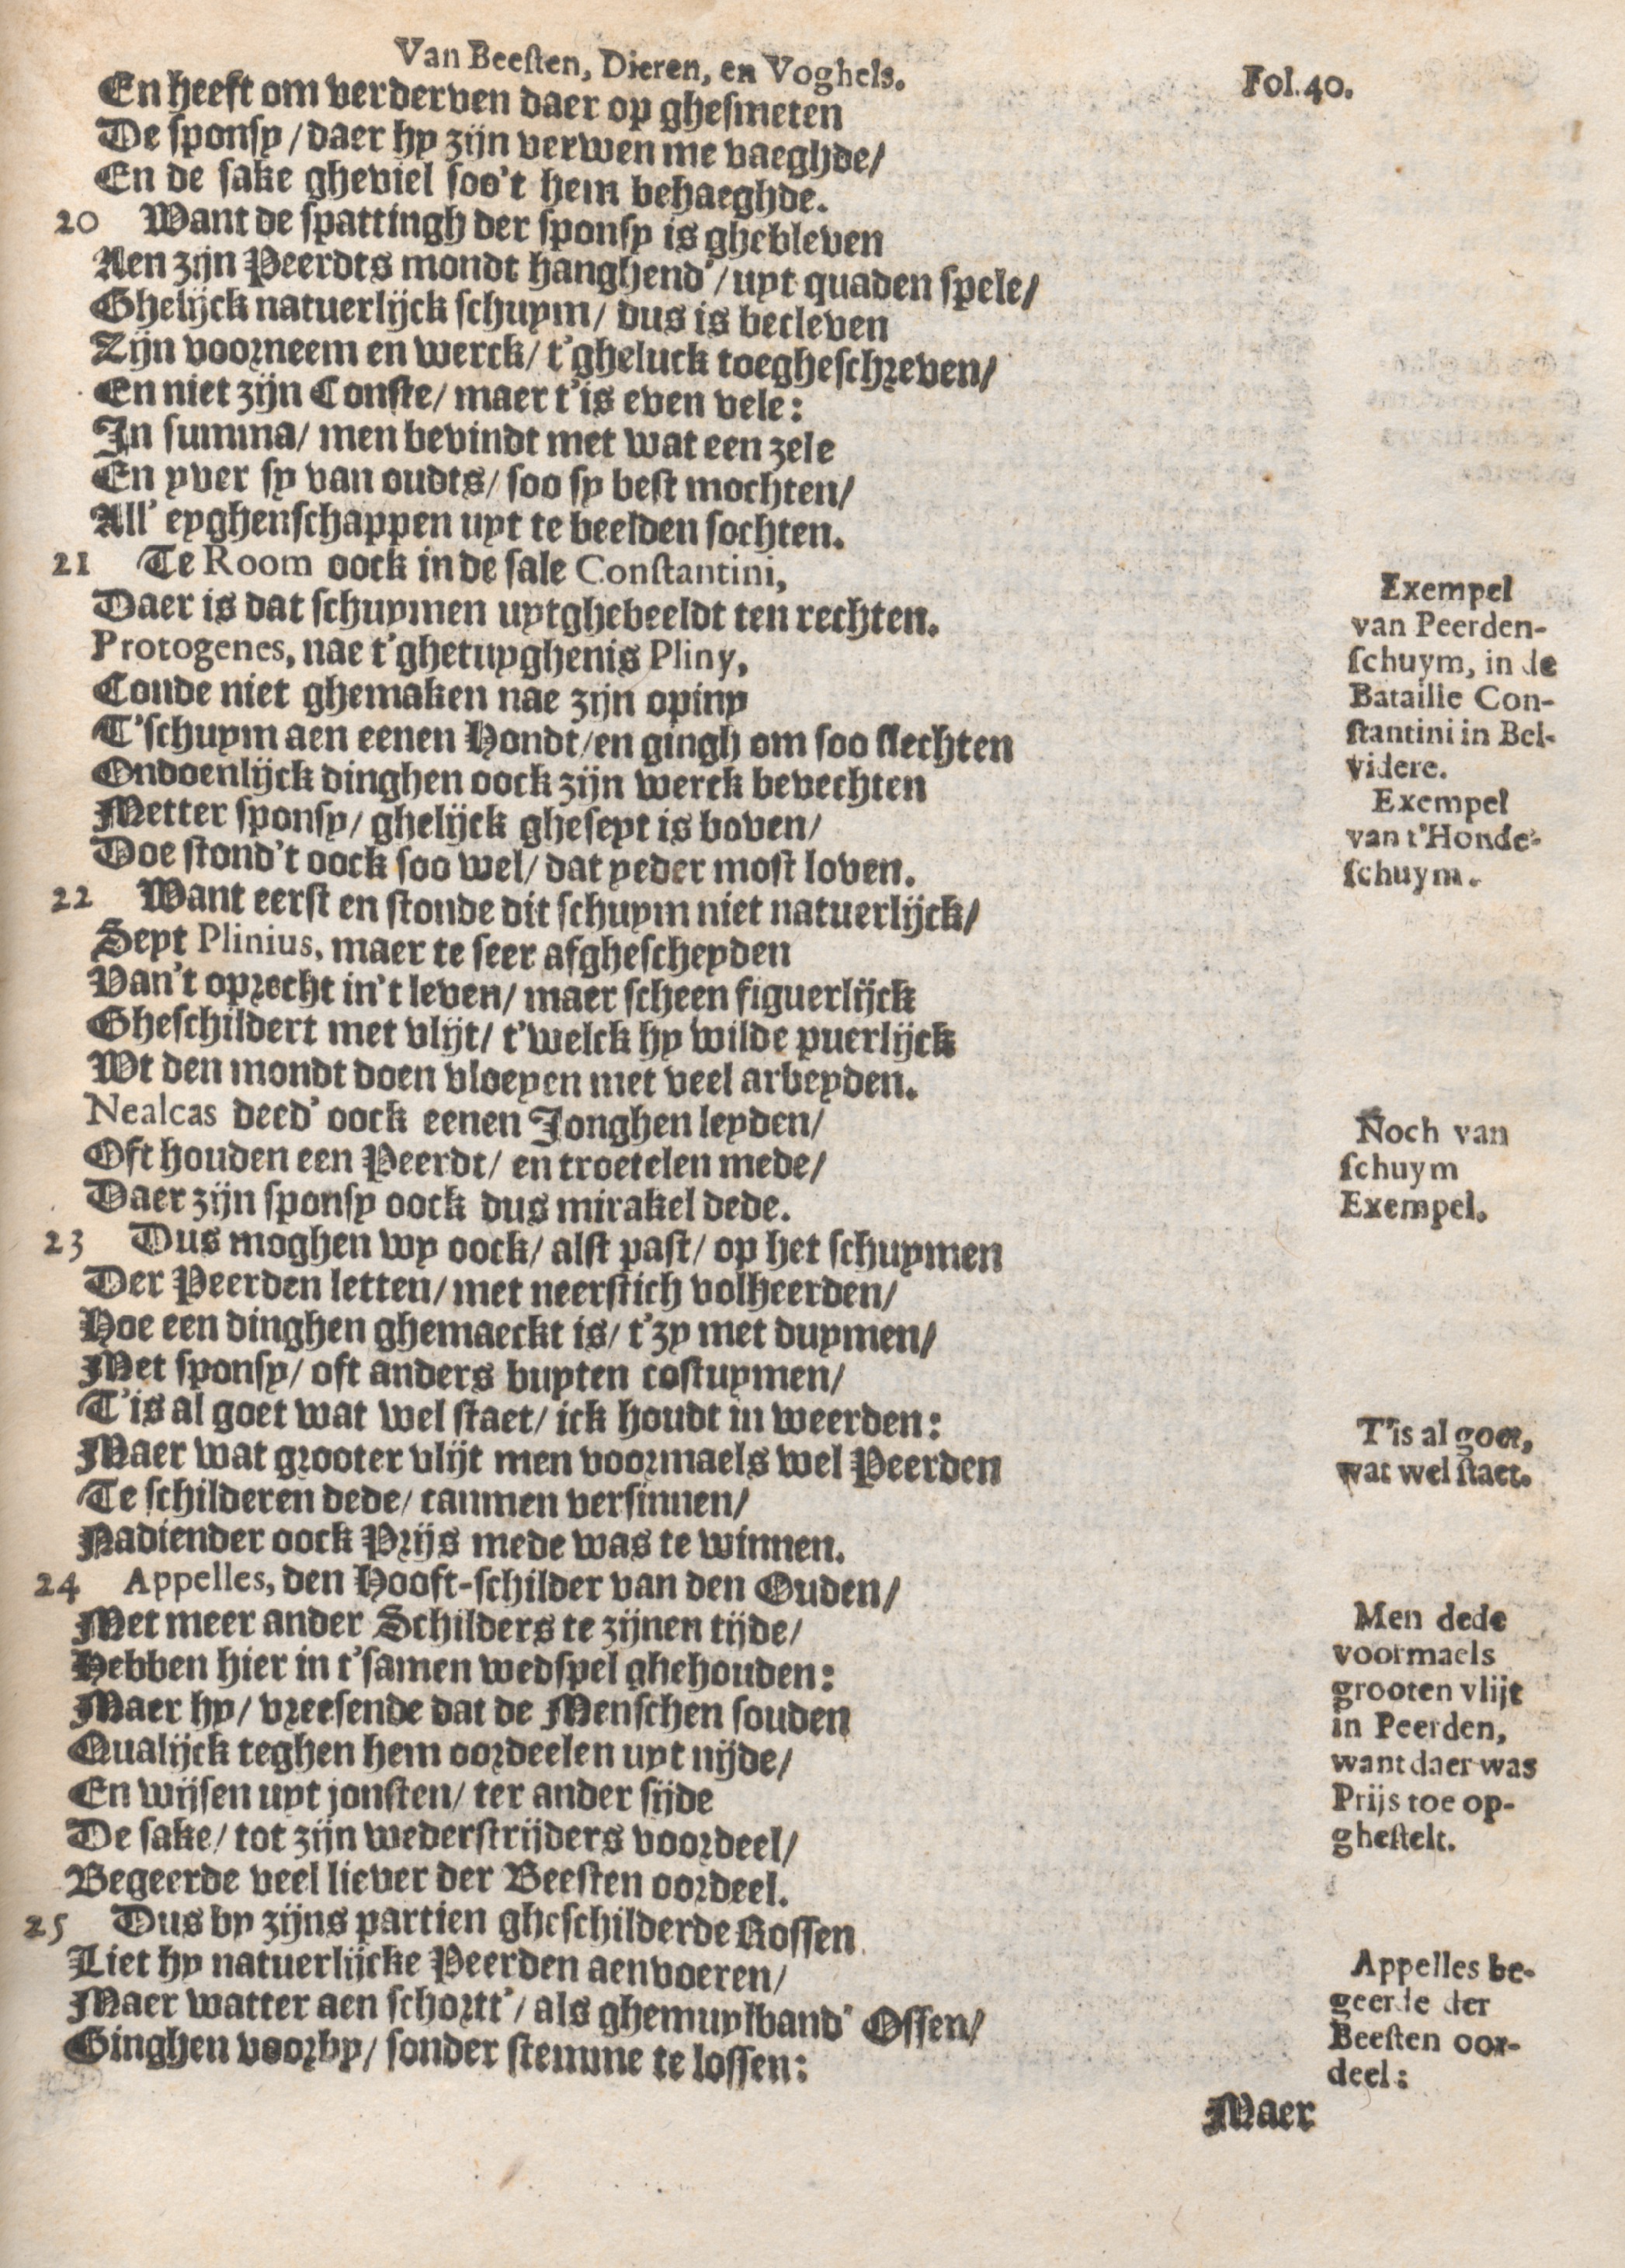 Van Beeſten, Dieren, en Voghels.
Fol.40.
En heeft om verderven daer op gheſmeten
De ſponſy / daer hy zijn verwen me vaeghde /
En de ſake gheviel ſoo't hem behaeghde.
20 Want de ſpattingh der ſponſy is ghebleven
Aen zijn Peerdts mondt hanghend' / uyt quaden ſpele /
Ghelijck natuerlijck ſchuym / dus is becleven
Zijn voorneem en werck / t'gheluck toegheſchreven /
En niet zijn Conſte / maer t'is even vele:
In ſumma / men bevindt met wat een zele
En yver ſy van oudts / ſoo ſy beſt mochten /
All' eyghenſchappen uyt te beelden ſochten.
21 Te Room oock in de ſale Conſtantini,
Daer is dat ſchuymen uytghebeeldt ten rechten.
Protogenes, nae t'ghetuyghenis Pliny,
Conde niet ghemaken nae zijn opiny
T'ſchuym aen eenen Hondt / en gingh om ſoo ſlechten
Ondoenlijck dinghen oock zijn werck bevechten
Metter ſponſy / ghelijck gheſeyt is boven /
Doe ſtond't oock ſoo wel / dat yeder moſt loven.
22 Want eerſt en ſtonde dit ſchuym niet natuerlijck /
Seyt Plinius, maer te ſeer afgheſcheyden
Van't oprecht in't leven / maer ſcheen figuerlijck
Gheſchildert met vlijt / t'welck hy wilde puerlijck
Wt den mondt doen vloeyen met veel arbeyden.
Nealcas deed' oock eenen Jonghen leyden /
Oft houden een Peerdt / en troetelen mede /
Daer zijn ſponſy oock dus mirakel dede.
23 Dus moghen wy oock / alſt paſt / op het ſchuymen
Der Peerden letten / met neerſtich volheerden /
Hoe een dinghen ghemaeckt is / t'zy met duymen /
Met ſponſy / oft anders buyten coſtuymen /
T'is al goet wat wel ſtaet / ick houdt in weerden:
Maer wat grooter vlijt men voormaels wel Peerden
Te ſchilderen dede / canmen verſinnen /
Nadiender oock Prijs mede was te winnen.
24 Appelles, den Hooft-ſchilder van den Ouden /
Met meer ander Schilders te zijnen tijde /
Hebben hier in t'ſamen wedſpel ghehouden:
Maer hy / vreeſende dat de Menſchen ſouden
Qualijck teghen hem oordeelen uyt nijde /
En wijſen uyt jonſten / ter ander ſijde
De ſake / tot zijn wederſtrijders voordeel /
Begeerde veel liever der Beeſten oordeel.
25 Dus by zijns partien gheſchilderde Roſſen
Liet hy natuerlijcke Peerden aenvoeren /
Maer watter aen ſchortt' / als ghemuylband' Oſſen /
Ginghen voorby / ſonder ſtemme te loſſen:
Maer
Exempel
van Peerden-
ſchuym, in de
Bataille Con-
ſtantini in Bel-
videre.
Exempel
van t'Honde-
ſchuym.
Noch van
ſchuym
Exempel.
T'is al goet,
wat wel ſtaet.
Men dede
voormaels
grooten vlijt
in Peerden,
want daer was
Prijs toe op-
gheſtelt.
Appelles be-
geerde der
Beeſten oor-
deel: